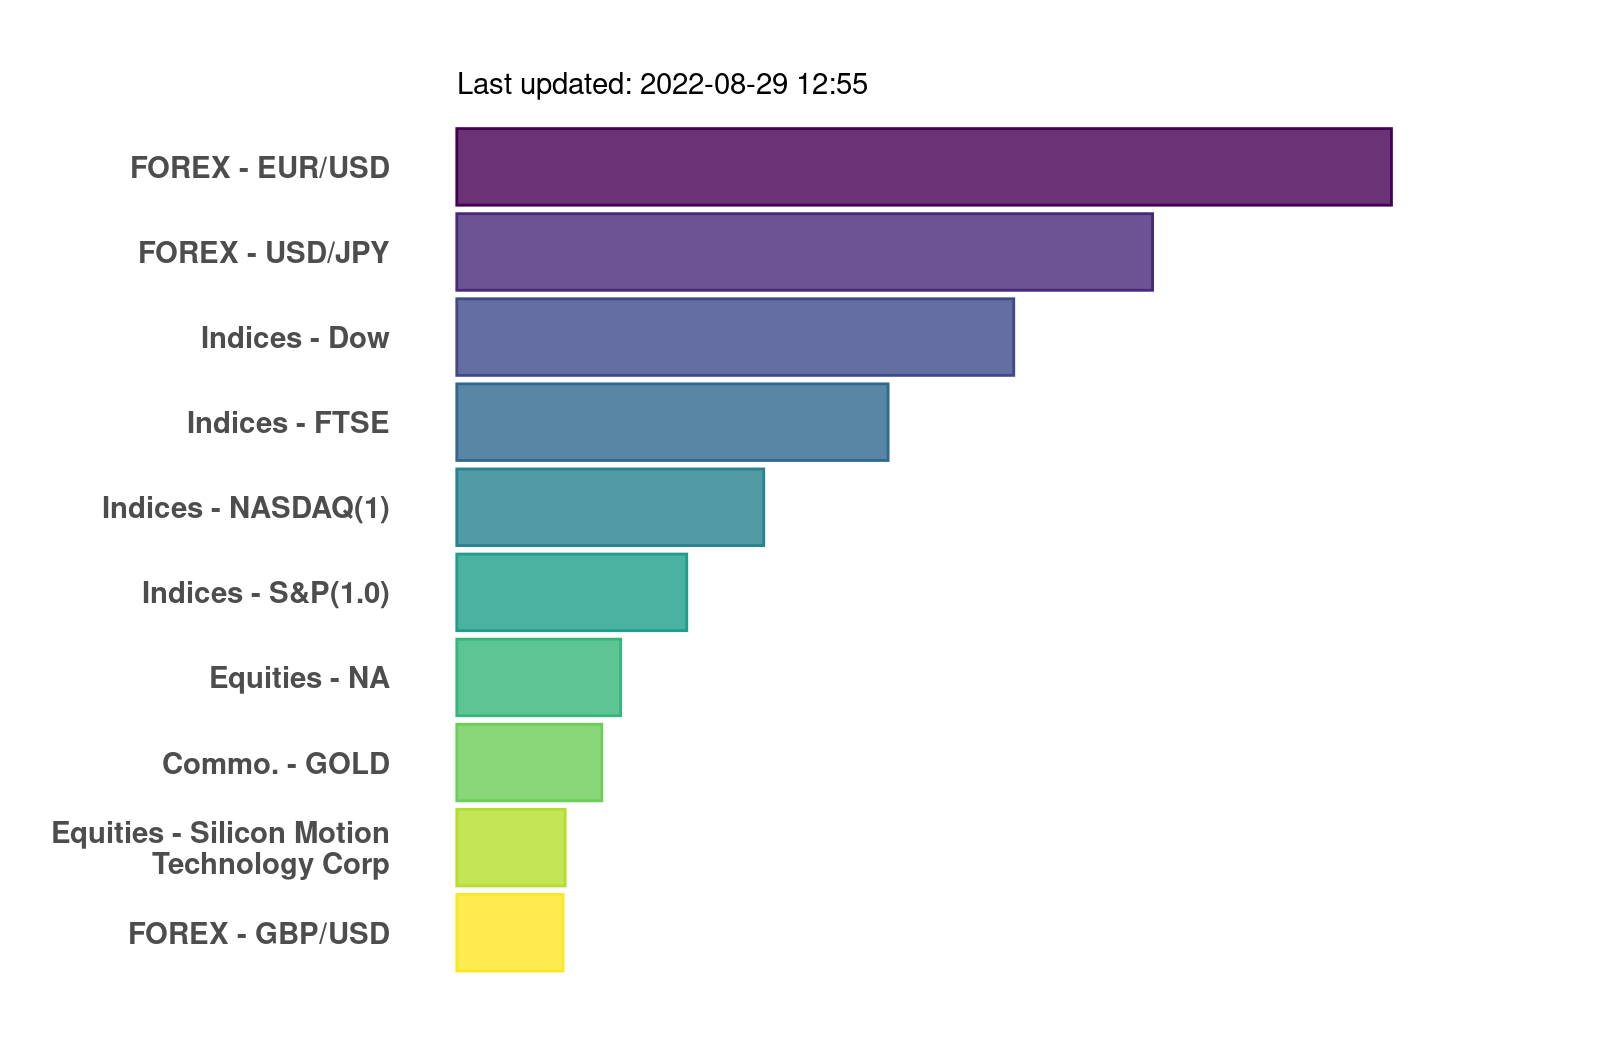 Last updated: 2022-08-29 12:55
FOREX - EUR/USD
FOREX - USD/JPY
Indices - Dow
Indices - FTSE
Indices - NASDAQ(1)
Indices - S&P(1.0)
Equities - NA
Commo. - GOLD
Equities - Silicon Motion
Technology Corp
FOREX - GBP/USD